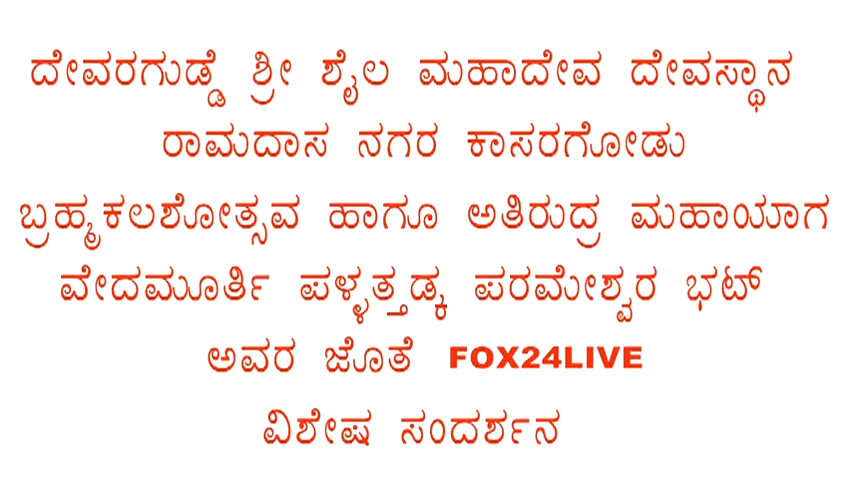 ದೇವರಗುಡ್ಡೆ ಶ್ರೀ ಶೈಲ ಮಹಾದೇವ ದೇವಸ್ಥಾನ
ರಾಮದಾಸ ನಗರ ಕಾಸರಗೋಡು
ಬ್ರಹ್ಮಕಲಶೋತ್ಸವ ಹಾಗೂ ಅತಿರುದ್ರ ಮಹಾಯಾಗ
ವೇದಮೂರ್ತಿ ಪಳ್ಳತ್ತಡ್ಕ ಪರಮೇಶ್ವರ ಭಟ್
ಅವರ ಜೊತೆ FOX24LIVE
ವಿಶೇಷ ಸಂದರ್ಶನ